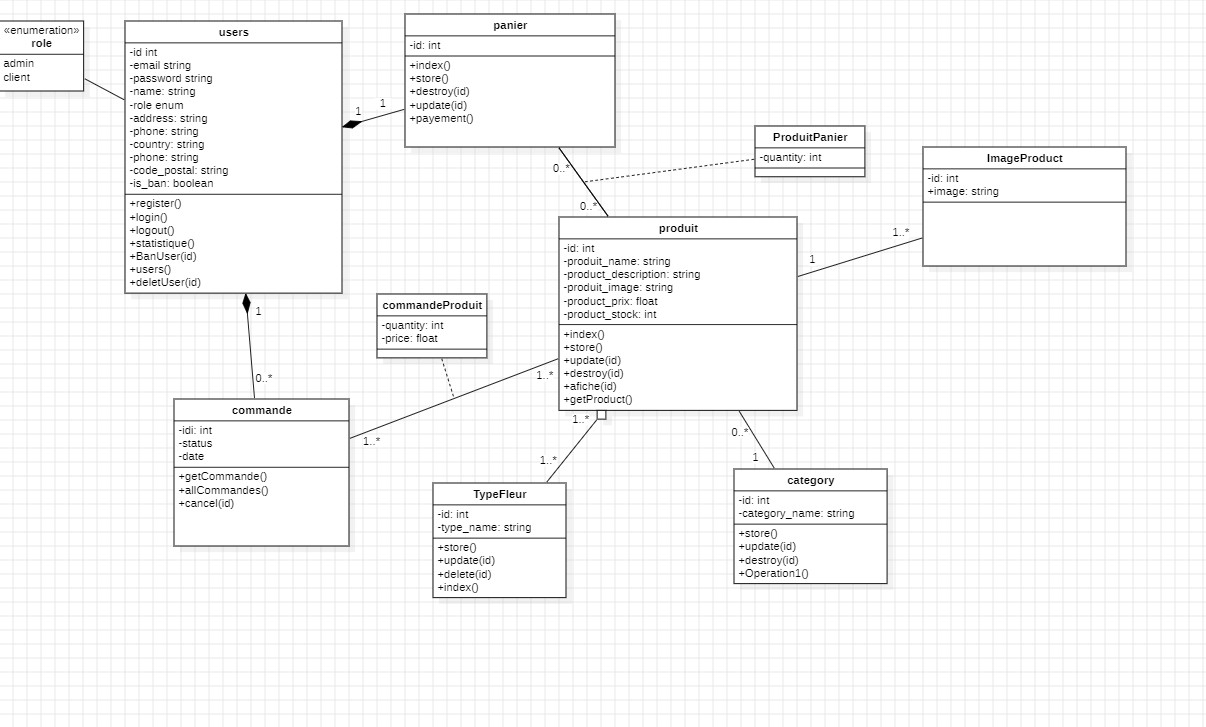 «enumeration»
role
admin
client
users
-id int
-email string
-password string
-name: string
-role enum
-address: string
-phone: string
-country: string
-phone: string
-code_postal: string
-is_ban: boolean
+register()
+login()
+logout()
+statistique()
+BanUser(id)
+users()
+deletUser(id)
1
1
panier
-id: int
+index()
+store()
+destroy(id)
+update(id)
+payement()
0..*
0..*
ProduitPanier
-quantity: int
ImageProduct
-id: int
+image: string
1..*
1
produit
-id: int
-produit_name: string
-product_description: string
-produit_image: string
-product_prix: float
-product_stock: int
+index()
+store()
+update(id)
+destroy(id)
+afiche(id)
+getProduct()
1
0..*
commandeProduit
-quantity: int
-price: float
1..*
1..*
commande
-idi: int
-status
-date
+getCommande()
+allCommandes()
+cancel(id)
1..*
1..*
TypeFleur
-id: int
-type_name: string
+store()
+update(id)
+delete(id)
+index()
0..*
1
category
-id: int
-category_name: string
+store()
+update(id)
+destroy(id)
+Operation1()